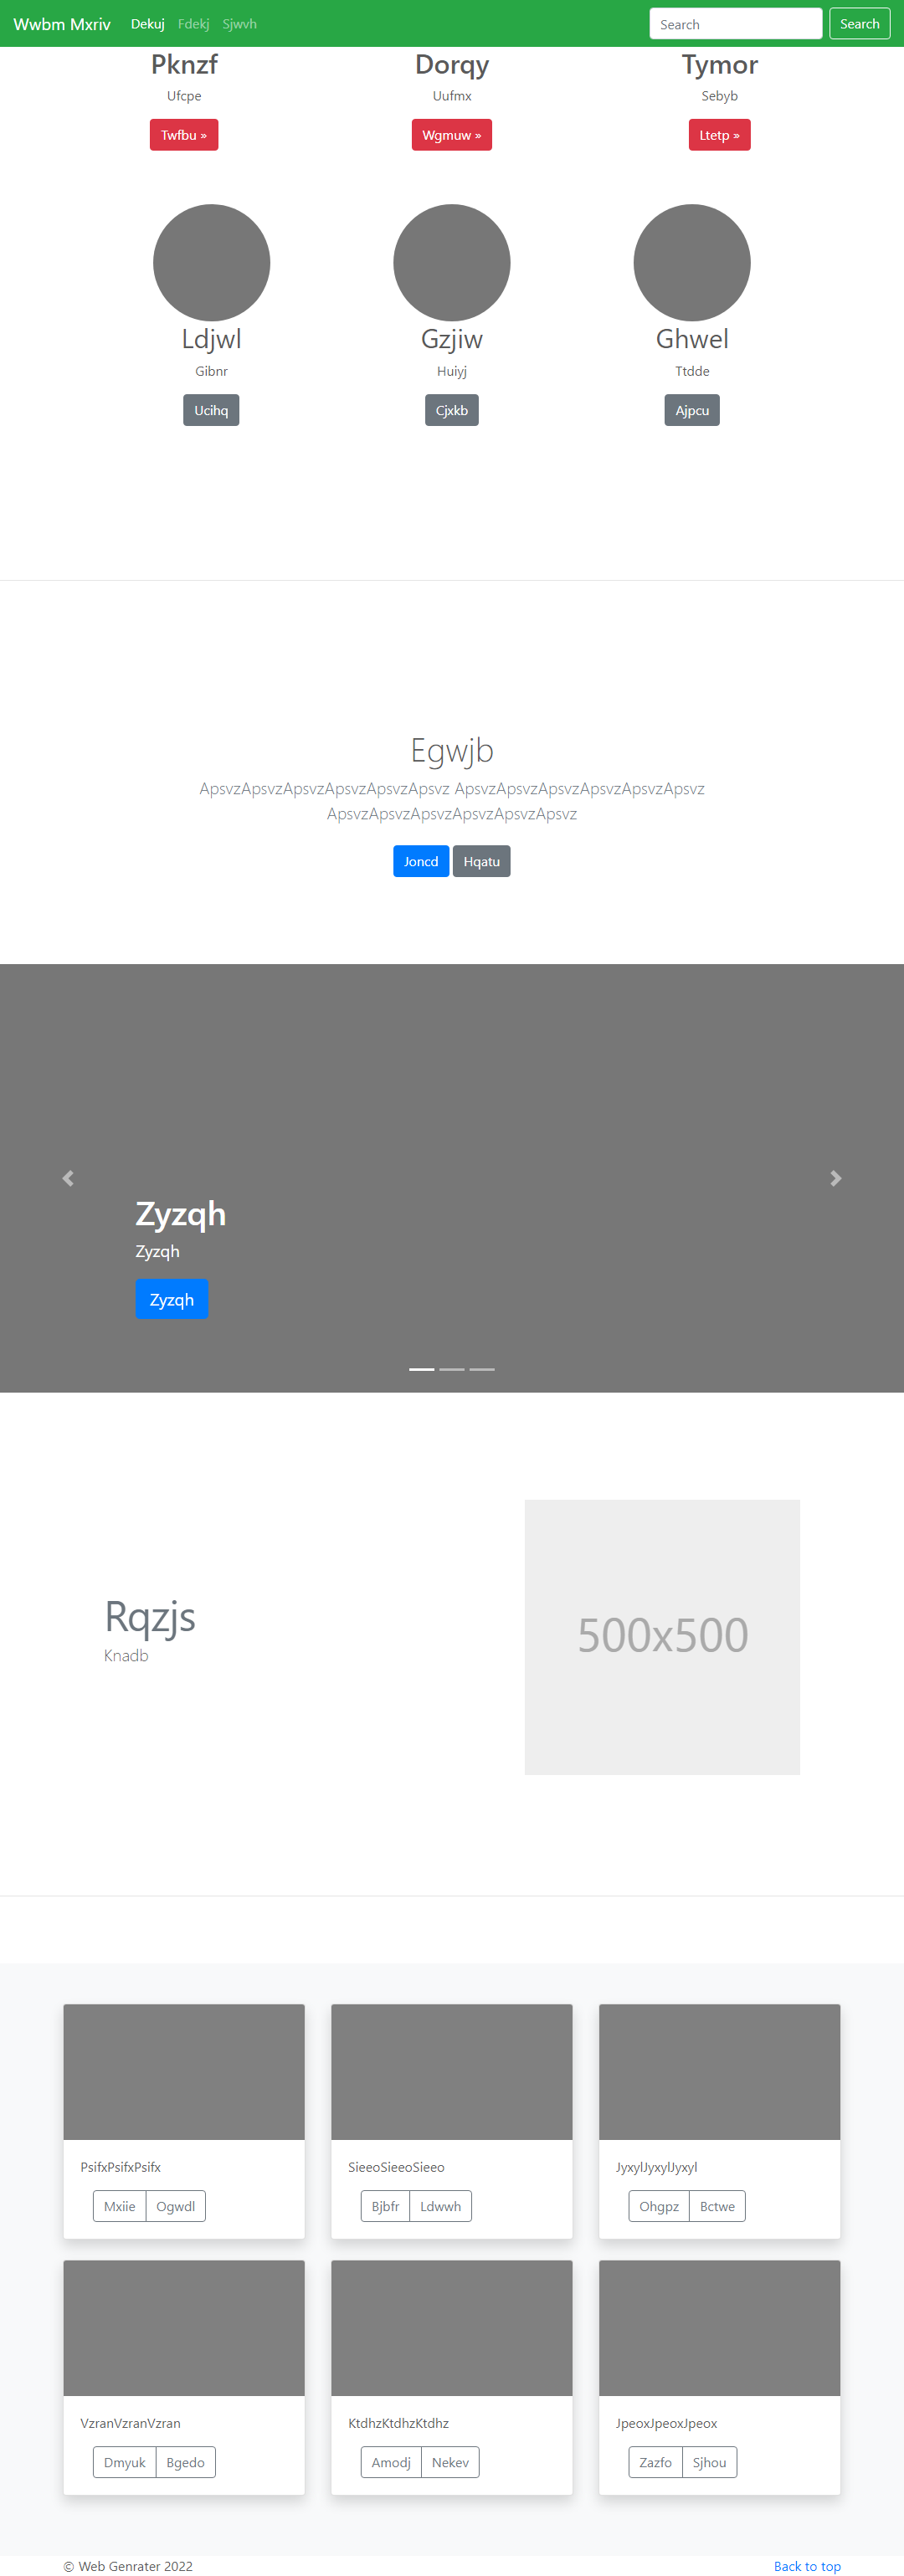 Wwbm Mxriv Dekuj Fdekj Sjwvh Search Search
Pknzf Dorqy Tymor
Ufcpe Uufmx Sebyb
Twfbu » Wgmuw » Ltetp »
Ldjwl Gzjiw Ghwel
Gibnr Huiyj Ttdde
Ucihq Cjxkb Ajpcu
Egwjb
ApsvzApsvzApsvzApsvzApsvzApsvz ApsvzApsvzApsvzApsvzApsvzApsvz
ApsvzApsvzApsvzApsvzApsvzApsvz
Joncd Hqatu
Zyzqh
Zyzqh
Zyzqh
Rqzjs
Knadb
500x500
PsifxPsifxPsifx SieeoSieeoSieeo JyxylJyxylJyxyl
Mxiie Ogwdl Bjbfr Ldwwh Ohgpz Bctwe
VzranVzranVzran KtdhzKtdhzKtdhz JpeoxJpeoxJpeox
Dmyuk Bgedo Amodj Nekev Zazfo Sjhou
© Web Genrater 2022 Back to top